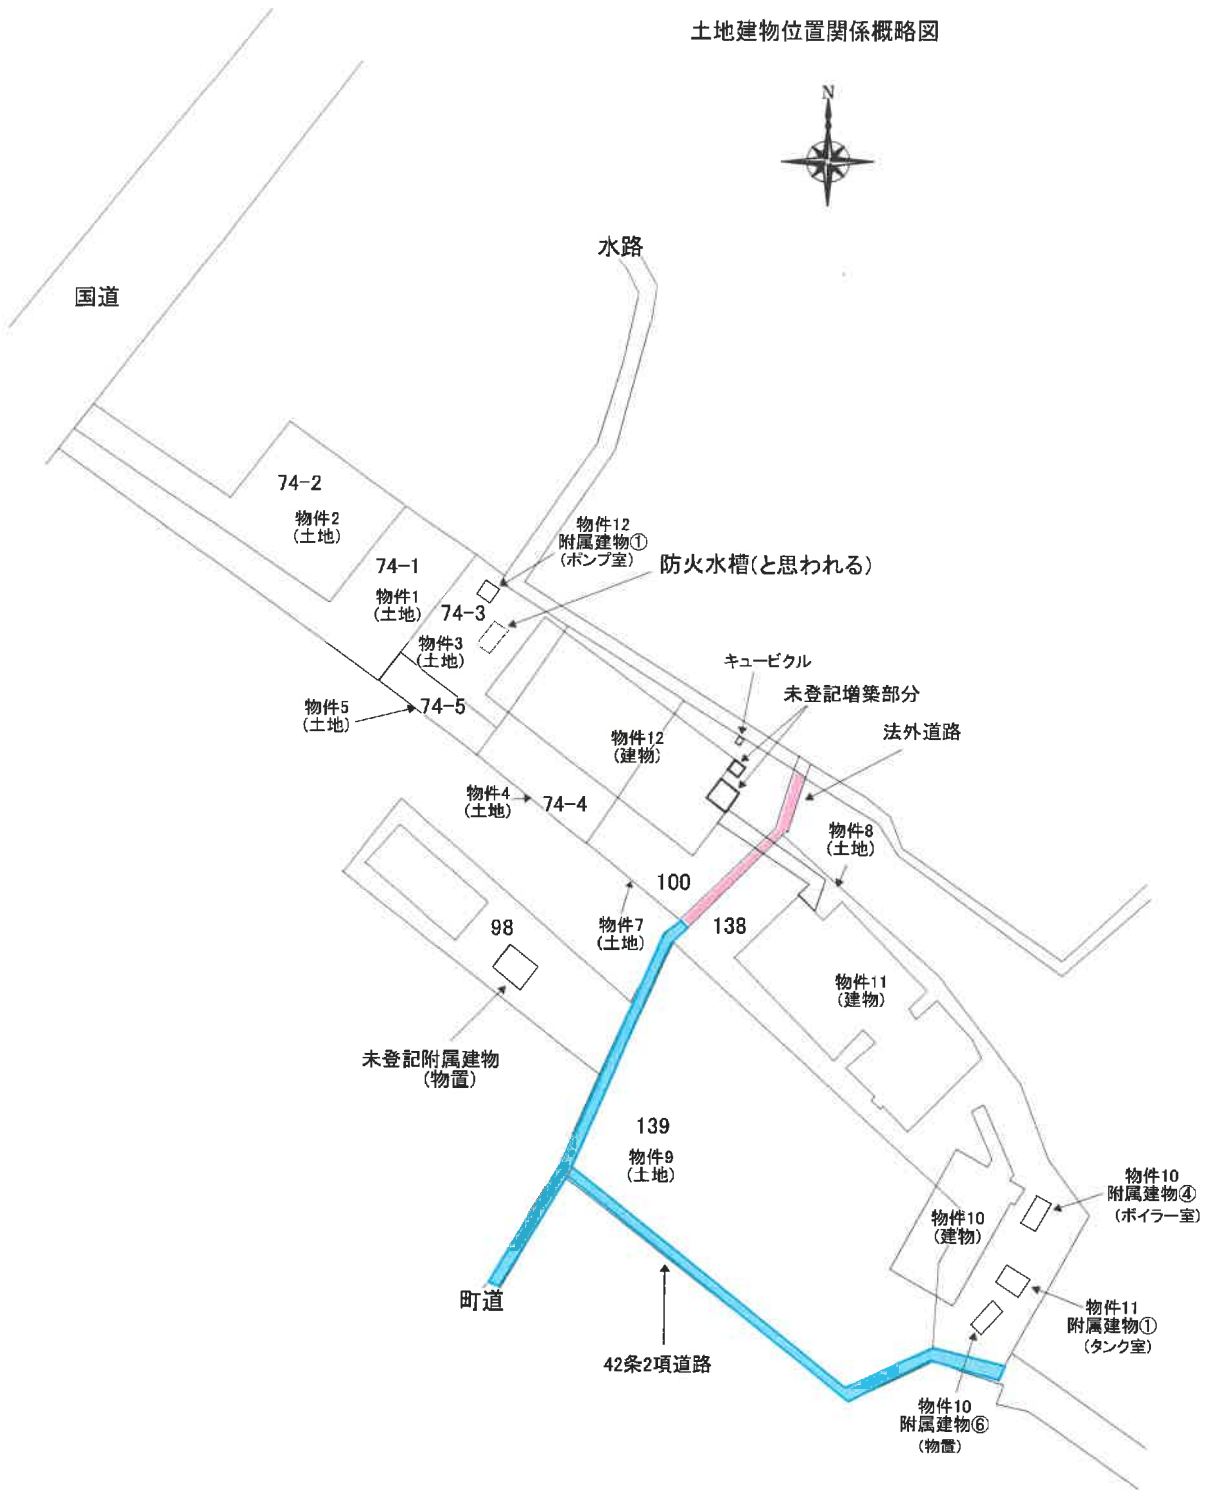 土地建物位置関係概略図
N
水路
国道
74-2
物件2
(土地)
物件12
附属建物①
(ポンプ室)
防火水槽(と思われる)
74-1
物件1
(土地)
74-3
物件3
(土地)
キュービクル
未登記増築部分
物件5
(土地)
74-5
法外道路
物件12
(建物)
物件4
(土地)
74-4
物件8
(土地)
100
物件7
(土地)
138
98
物件11
(建物)
未登記附属建物
(物置)
139
物件9
(土地)
物件10
附属建物④
(ボイラー室)
物件10
(建物)
町道
物件11
附属建物①
(タンク室)
42条2項道路
物件10
附属建物⑥
(物置)